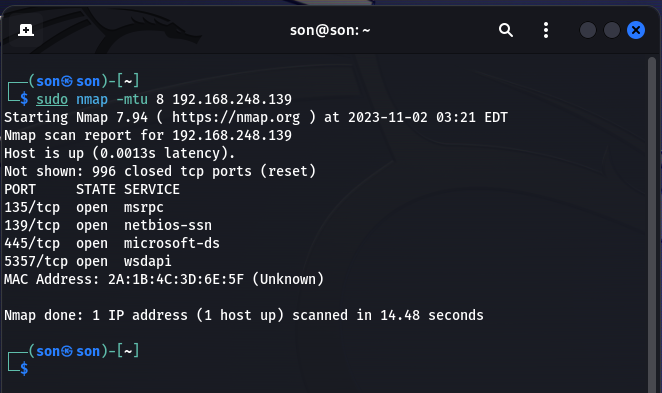 son@son: ~
┌──(son㉿son)-[~]
└─$ sudo nmap -mtu 8 192.168.248.139
Starting Nmap 7.94 ( https://nmap.org ) at 2023-11-02 03:21 EDT
Nmap scan report for 192.168.248.139
Host is up (0.0013s latency).
Not shown: 996 closed tcp ports (reset)
PORT     STATE SERVICE
135/tcp  open  msrpc
139/tcp  open  netbios-ssn
445/tcp  open  microsoft-ds
5357/tcp open  wsdapi
MAC Address: 2A:1B:4C:3D:6E:5F (Unknown)
Nmap done: 1 IP address (1 host up) scanned in 14.48 seconds
┌──(son㉿son)-[~]
└─$